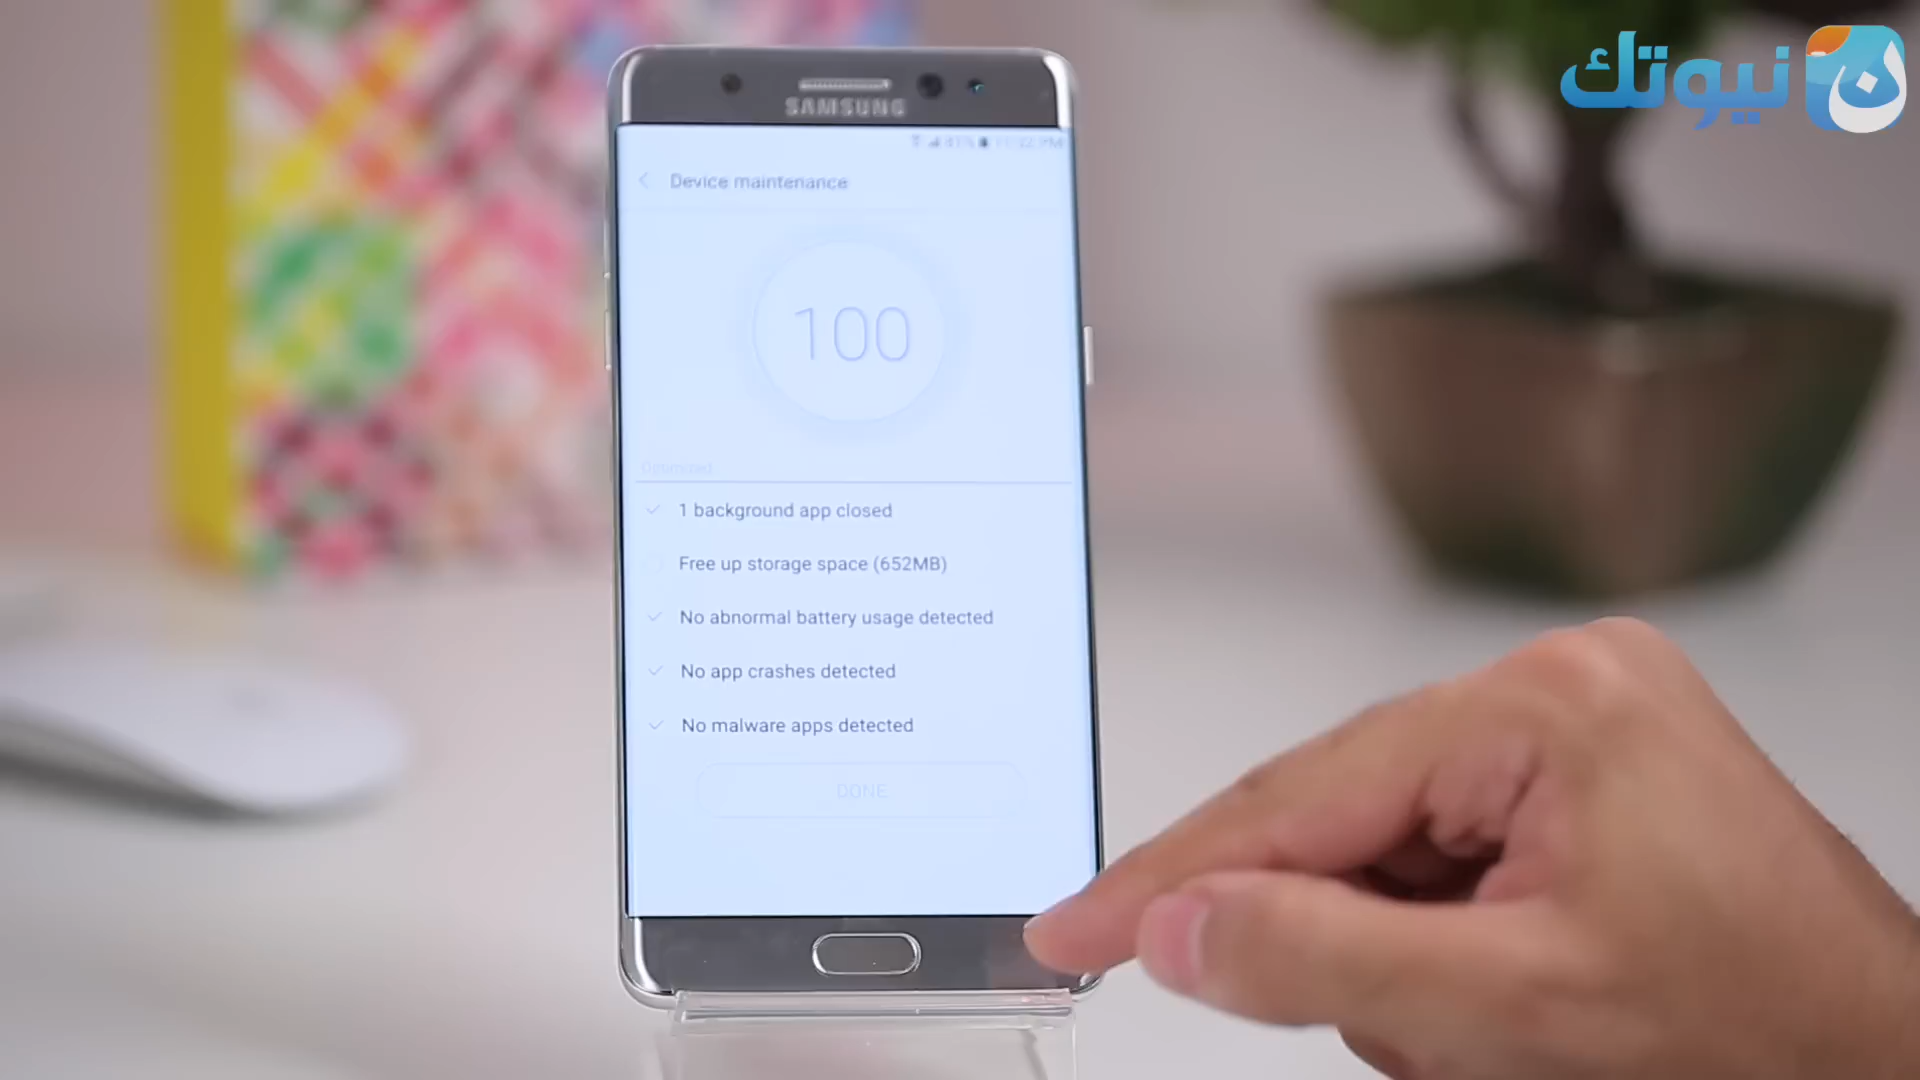 نيوتك
SAMSUNG
Device maintenance
100
Optimized
1 background app closed
Free up storage space (652MB)
No abnormal battery usage detected
No app crashes detected
No malware apps detected
DONE